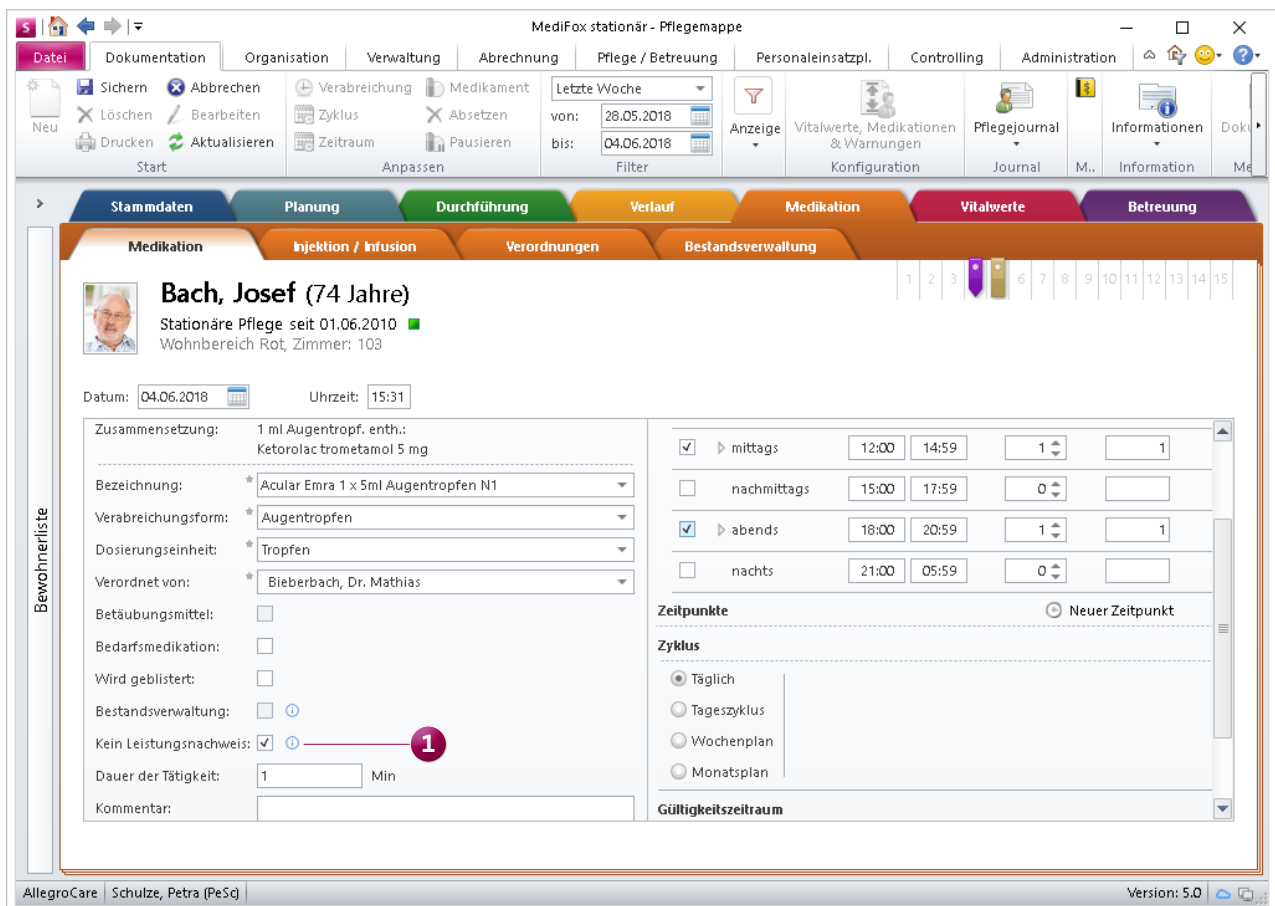 S
MediFox stationär - Pflegemappe
Datei Dokumentation Organisation Verwaltung Abrechnung Pflege / Betreuung Personaleinsatzpl. Controlling Administration
Neu
Sichern Abbrechen
Löschen Bearbeiten
Drucken Aktualisieren
Start
Verabreichung Medikament
Zyklus Absetzen
Zeitraum Pausieren
Anpassen
Letzte Woche
von: 28.05.2018
bis: 04.06.2018
Filter
Anzeige
Vitalwerte, Medikationen
& Warnungen
Konfiguration
Pflegejournal
Journal
M..
Informationen
Information
Doku
Me
Stammdaten Planung Durchführung Verlauf Medikation Vitalwerte Betreuung
Medikation Injektion / Infusion Verordnungen Bestandsverwaltung
Bewohnerliste
1 2 3 6 7 8 9 10 11 12 13 14 15
Bach, Josef (74 Jahre)
Stationäre Pflege seit 01.06.2010
Wohnbereich Rot, Zimmer: 103
Datum: 04.06.2018 Uhrzeit: 15:31
Zusammensetzung: 1 ml Augentropf. enth.:
Ketorolac trometamol 5 mg
Bezeichnung: * Acular Emra 1 x 5ml Augentropfen N1
Verabreichungsform: * Augentropfen
Dosierungseinheit: * Tropfen
Verordnet von: * Bieberbach, Dr. Mathias
Betäubungsmittel:
Bedarfsmedikation:
Wird geblistert:
Bestandsverwaltung:
Kein Leistungsnachweis: 1
Dauer der Tätigkeit: 1 Min
Kommentar:
mittags 12:00 14:59 1 1
nachmittags 15:00 17:59 0
abends 18:00 20:59 1 1
nachts 21:00 05:59 0
Zeitpunkte Neuer Zeitpunkt
Zyklus
Täglich
Tageszyklus
Wochenplan
Monatsplan
Gültigkeitszeitraum
AllegroCare Schulze, Petra (PeSc) Version: 5.0